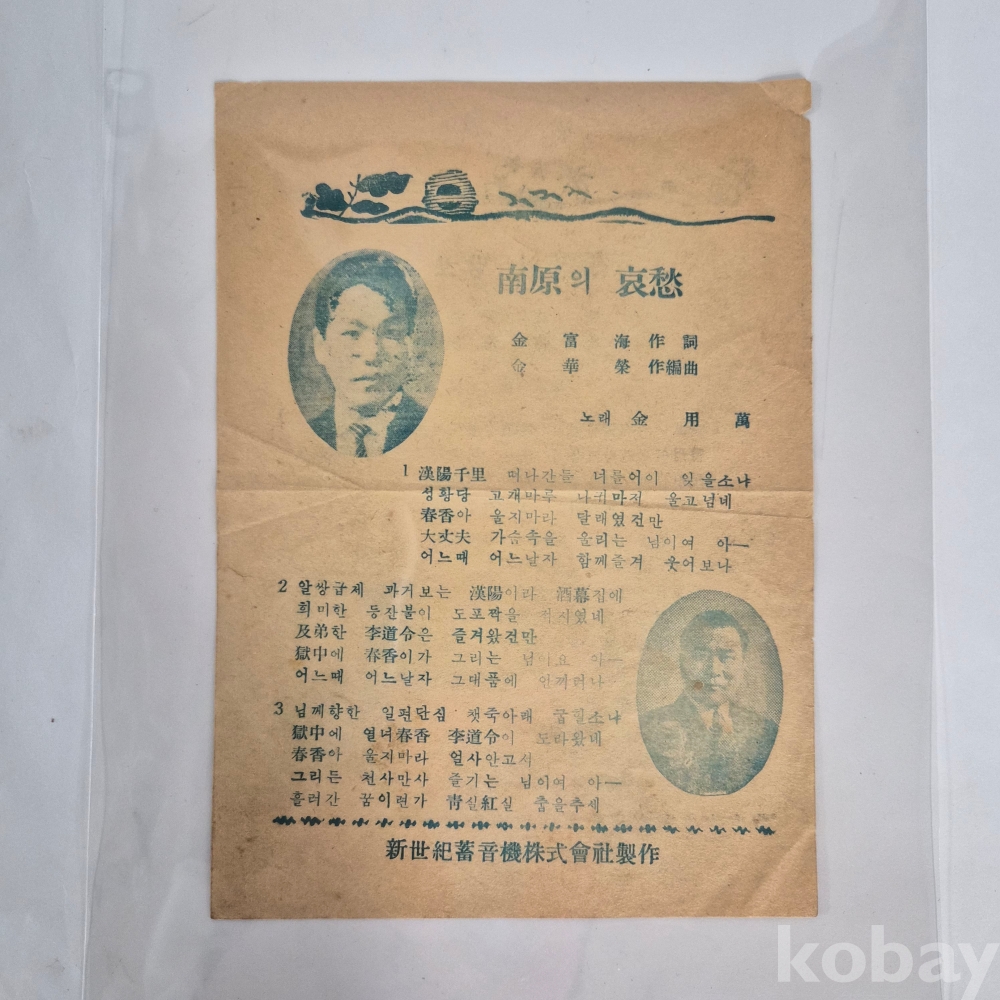 南原의 哀愁
金富海 作詞
金華榮 作編曲
노래 金用萬
1 漢陽千里 떠나간들 너를어이 잊을소냐
성황당 고개마루 나귀마저 울고넘네
春香아 울지마라 달래였건만
大丈夫 가슴속을 울리는 님이여 아—
어느때 어느날자 함께즐겨 웃어보나
2 알쌍급제 과거보는 漢陽이라 酒幕집에
희미한 등잔불이 도포짝을 적지였네
及第한 李道令은 즐겨왔건만
獄中에 春香이가 그리는 님이요 아—
어느때 어느날자 그대품에
3 님께향한 일편단심 챗죽아래 굽힐소냐
獄中에 열녀春香 李道令이 도라왔네
春香아 울지마라 얼사안고서
그리든 천사만사 즐기는 님이여 아—
흘러간 꿈이련가 靑실紅실 춤을추세
新世紀蓄音機株式會社製作
kobay